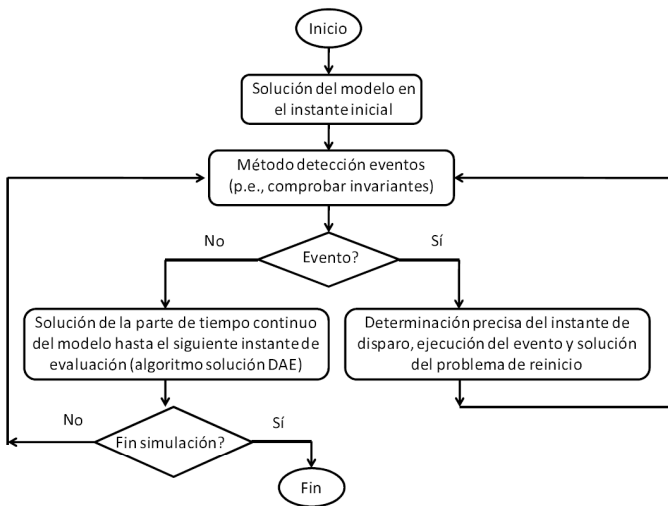 Inicio
Solución del modelo en
el instante inicial
Método detección eventos
(p.e., comprobar invariantes)
No
Sí
Evento?
Solución de la parte de tiempo continuo
del modelo hasta el siguiente instante de
evaluación (algoritmo solución DAE)
Determinación precisa del instante de
disparo, ejecución del evento y solución
del problema de reinicio
No
Sí
Fin simulación?
Fin